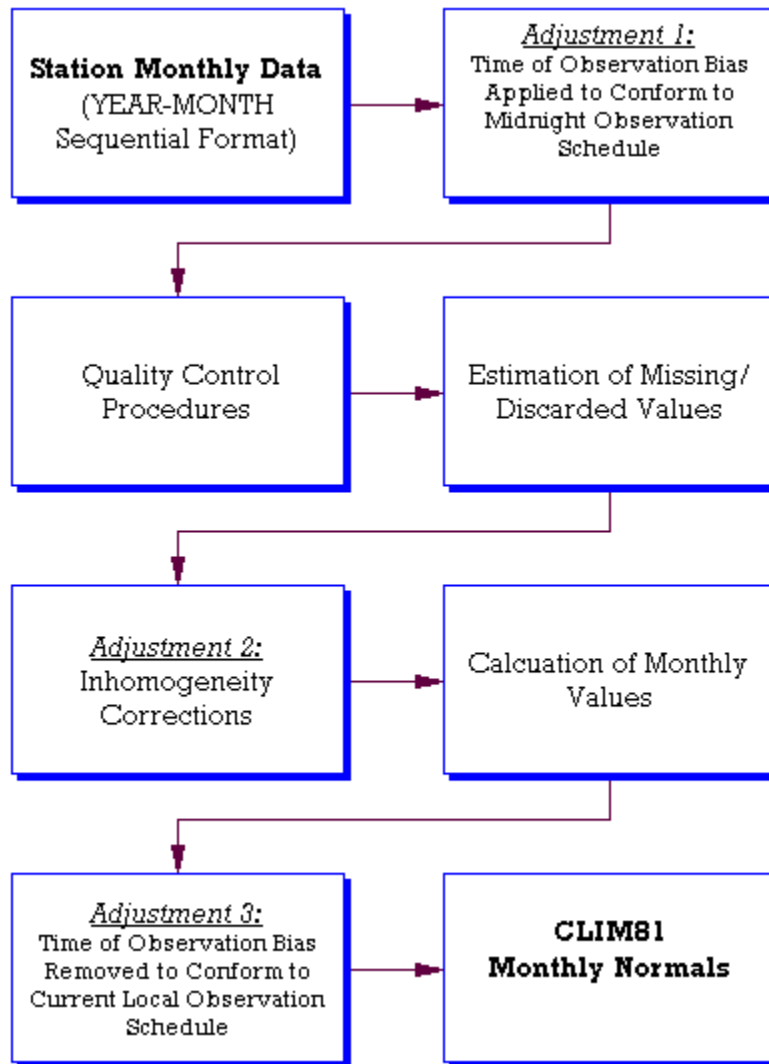 Station Monthly Data
(YEAR-MONTH
Sequential Format)
Adjustment 1:
Time of Observation Bias
Applied to Conform to
Midnight Observation
Schedule
Quality Control
Procedures
Estimation of Missing/
Discarded Values
Adjustment 2:
Inhomogeneity
Corrections
Calcuation of Monthly
Values
Adjustment 3:
Time of Observation Bias
Removed to Conform to
Current Local Observation
Schedule
CLIM81
Monthly Normals